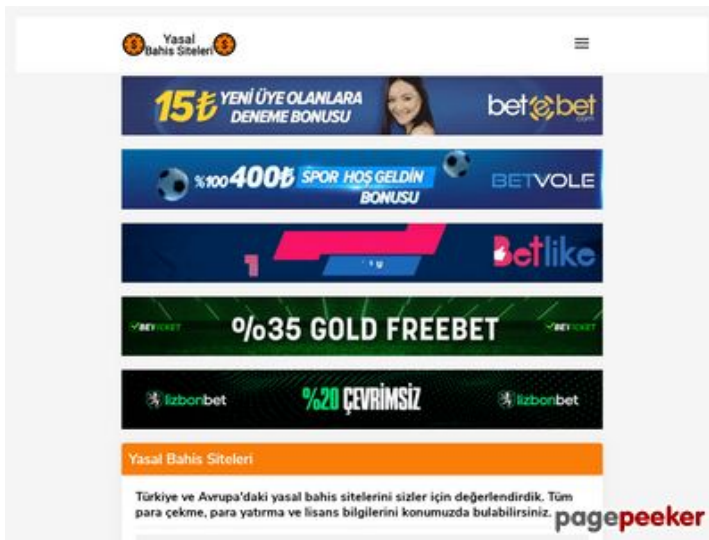 Yasal
Bahis Siteleri
15₺ YENİ ÜYE OLANLARA
DENEME BONUSU
betebet
.com
%100 400₺ SPOR HOŞ GELDİN
BONUSU
BETVOLE
Betlike
%35 GOLD FREEBET
lizbonbet
%20 ÇEVRİMSİZ
lizbonbet
Yasal Bahis Siteleri
Türkiye ve Avrupa'daki yasal bahis sitelerini sizler için değerlendirdik. Tüm
para çekme, para yatırma ve lisans bilgilerini konumuzda bulabilirsiniz.
pagepeeker